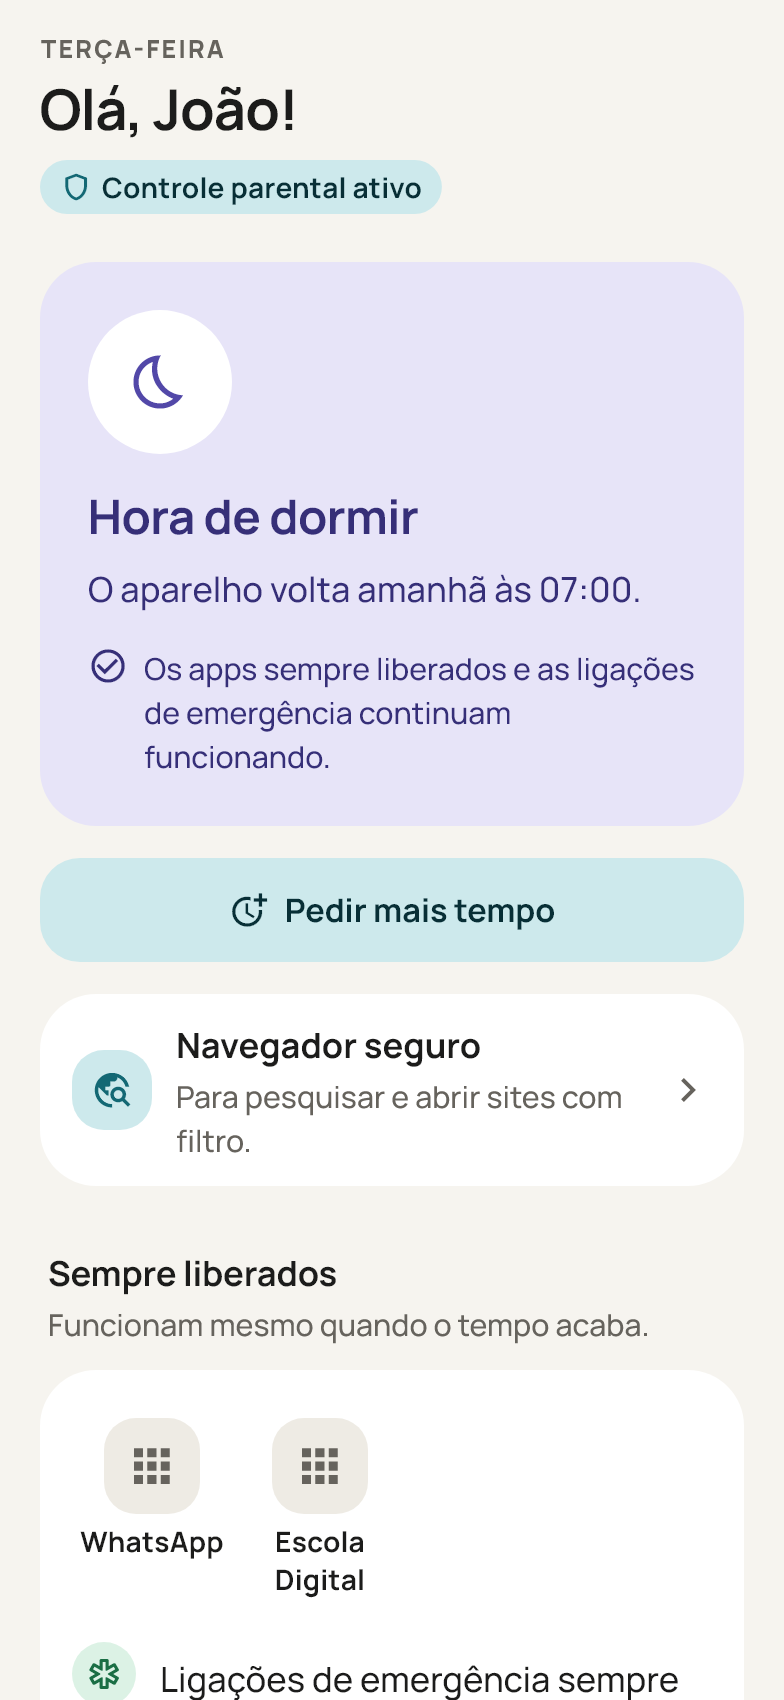 TERÇA-FEIRA
Olá, João!
Controle parental ativo
Hora de dormir
O aparelho volta amanhã às 07:00.
Os apps sempre liberados e as ligações
de emergência continuam
funcionando.
Pedir mais tempo
Navegador seguro
Para pesquisar e abrir sites com
filtro.
Sempre liberados
Funcionam mesmo quando o tempo acaba.
WhatsApp
Escola
Digital
Ligações de emergência sempre